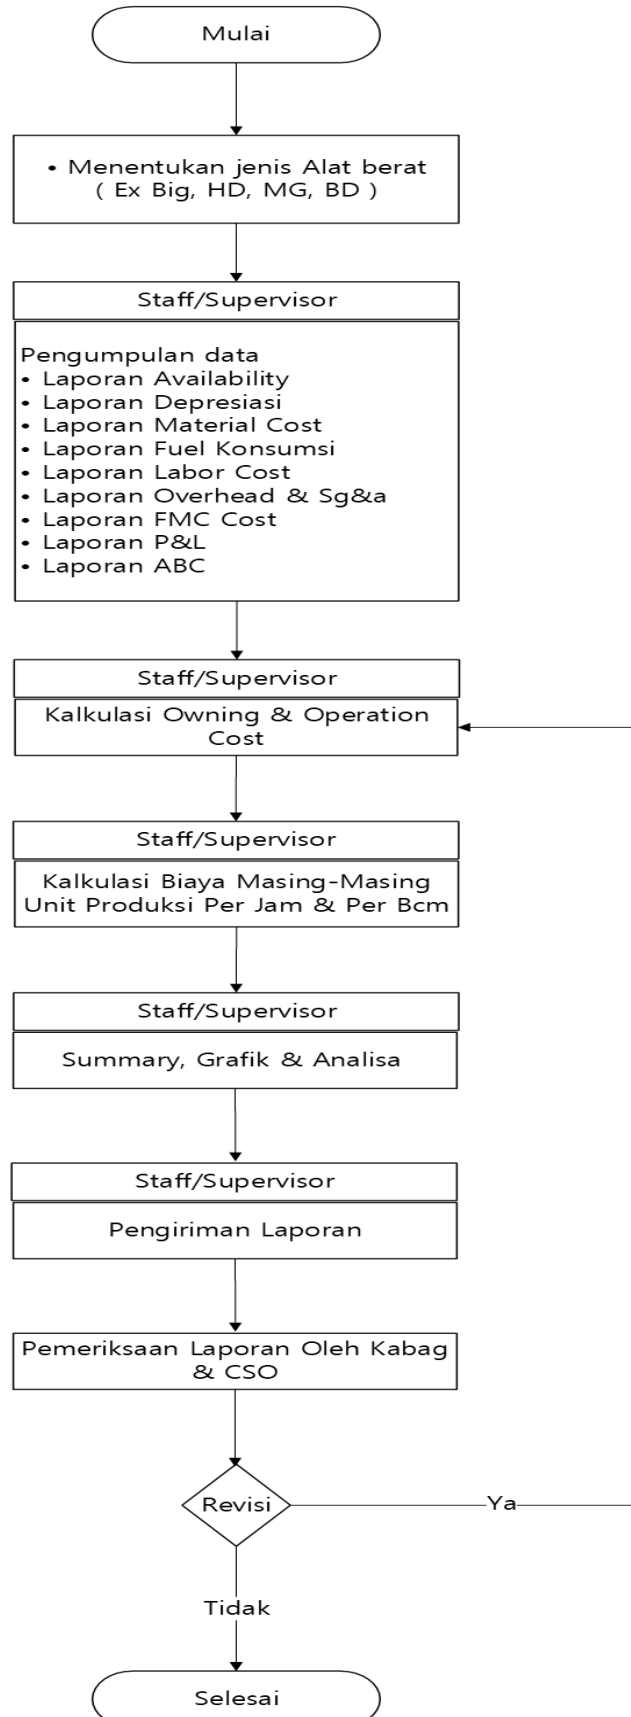 Mulai
• Menentukan jenis Alat berat
( Ex Big, HD, MG, BD )
Staff/Supervisor
Pengumpulan data
• Laporan Availability
• Laporan Depresiasi
• Laporan Material Cost
• Laporan Fuel Konsumsi
• Laporan Labor Cost
• Laporan Overhead & Sg&a
• Laporan FMC Cost
• Laporan P&L
• Laporan ABC
Staff/Supervisor
Kalkulasi Owning & Operation
Cost
Staff/Supervisor
Kalkulasi Biaya Masing-Masing
Unit Produksi Per Jam & Per Bcm
Staff/Supervisor
Summary, Grafik & Analisa
Staff/Supervisor
Pengiriman Laporan
Pemeriksaan Laporan Oleh Kabag
& CSO
Revisi
Ya
Tidak
Selesai